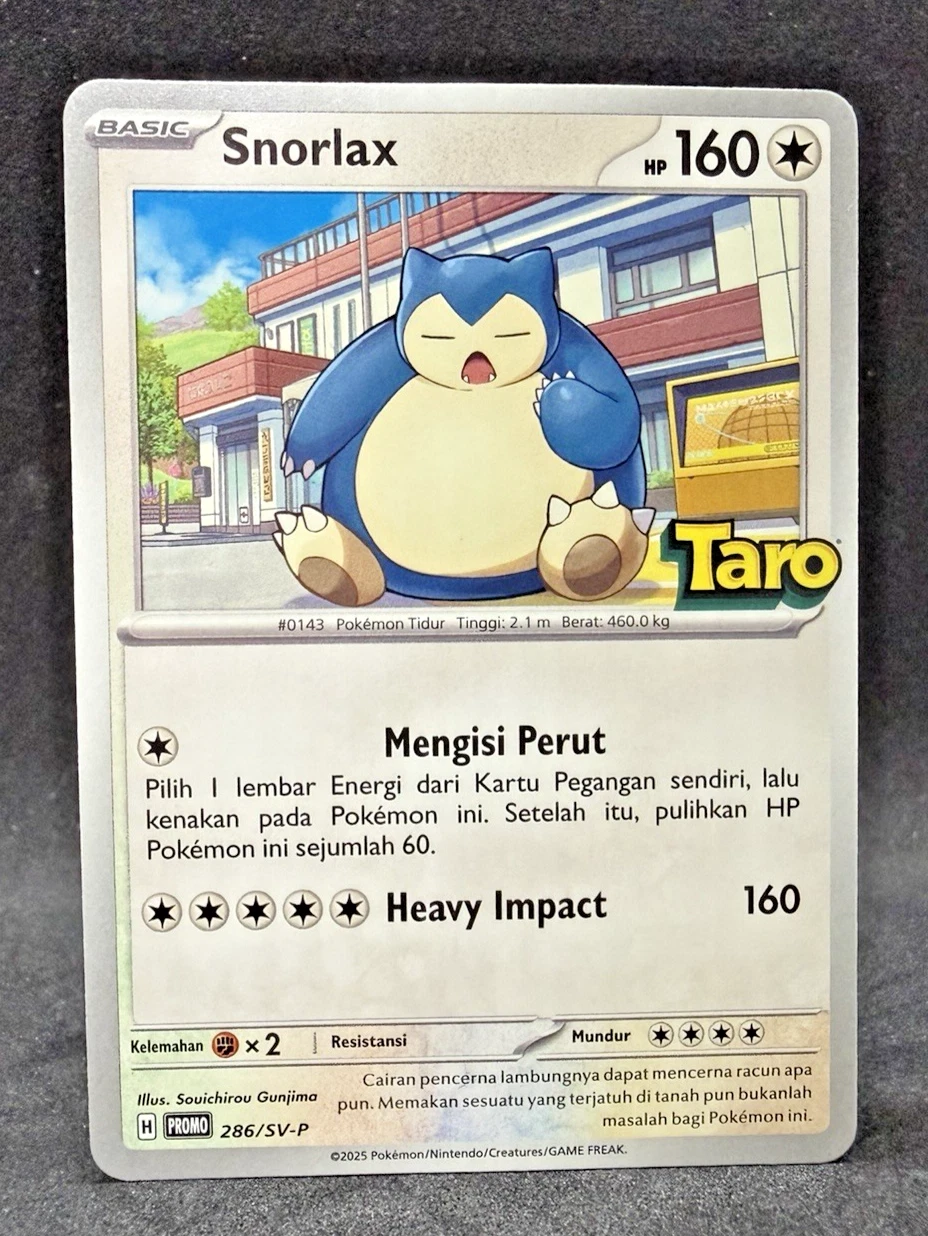 BASIC
Snorlax
HP 160
Taro
#0143 Pokémon Tidur Tinggi: 2.1 m Berat: 460.0 kg
Mengisi Perut
Pilih 1 lembar Energi dari Kartu Pegangan sendiri, lalu
kenakan pada Pokémon ini. Setelah itu, pulihkan HP
Pokémon ini sejumlah 60.
Heavy Impact 160
Kelemahan × 2 Resistansi Mundur
Cairan pencerna lambungnya dapat mencerna racun apa
pun. Memakan sesuatu yang terjatuh di tanah pun bukanlah
masalah bagi Pokémon ini.
Illus. Souichirou Gunjima
H PROMO 286/SV-P
©2025 Pokémon/Nintendo/Creatures/GAME FREAK.